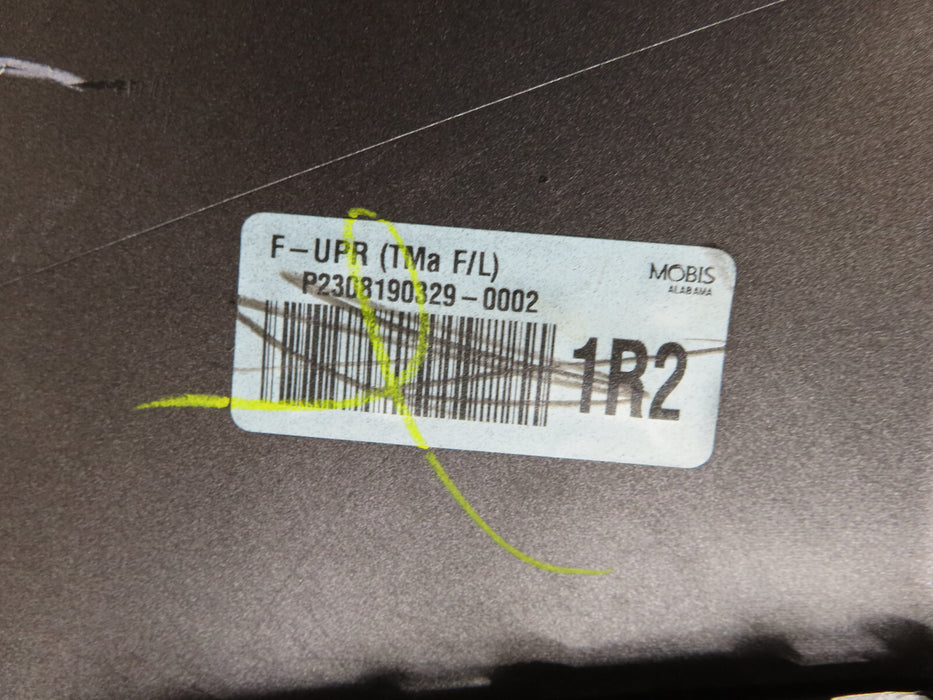 F-UPR (TMa F/L)
MOBIS
ALABAMA
P2308190329-0002
1R2